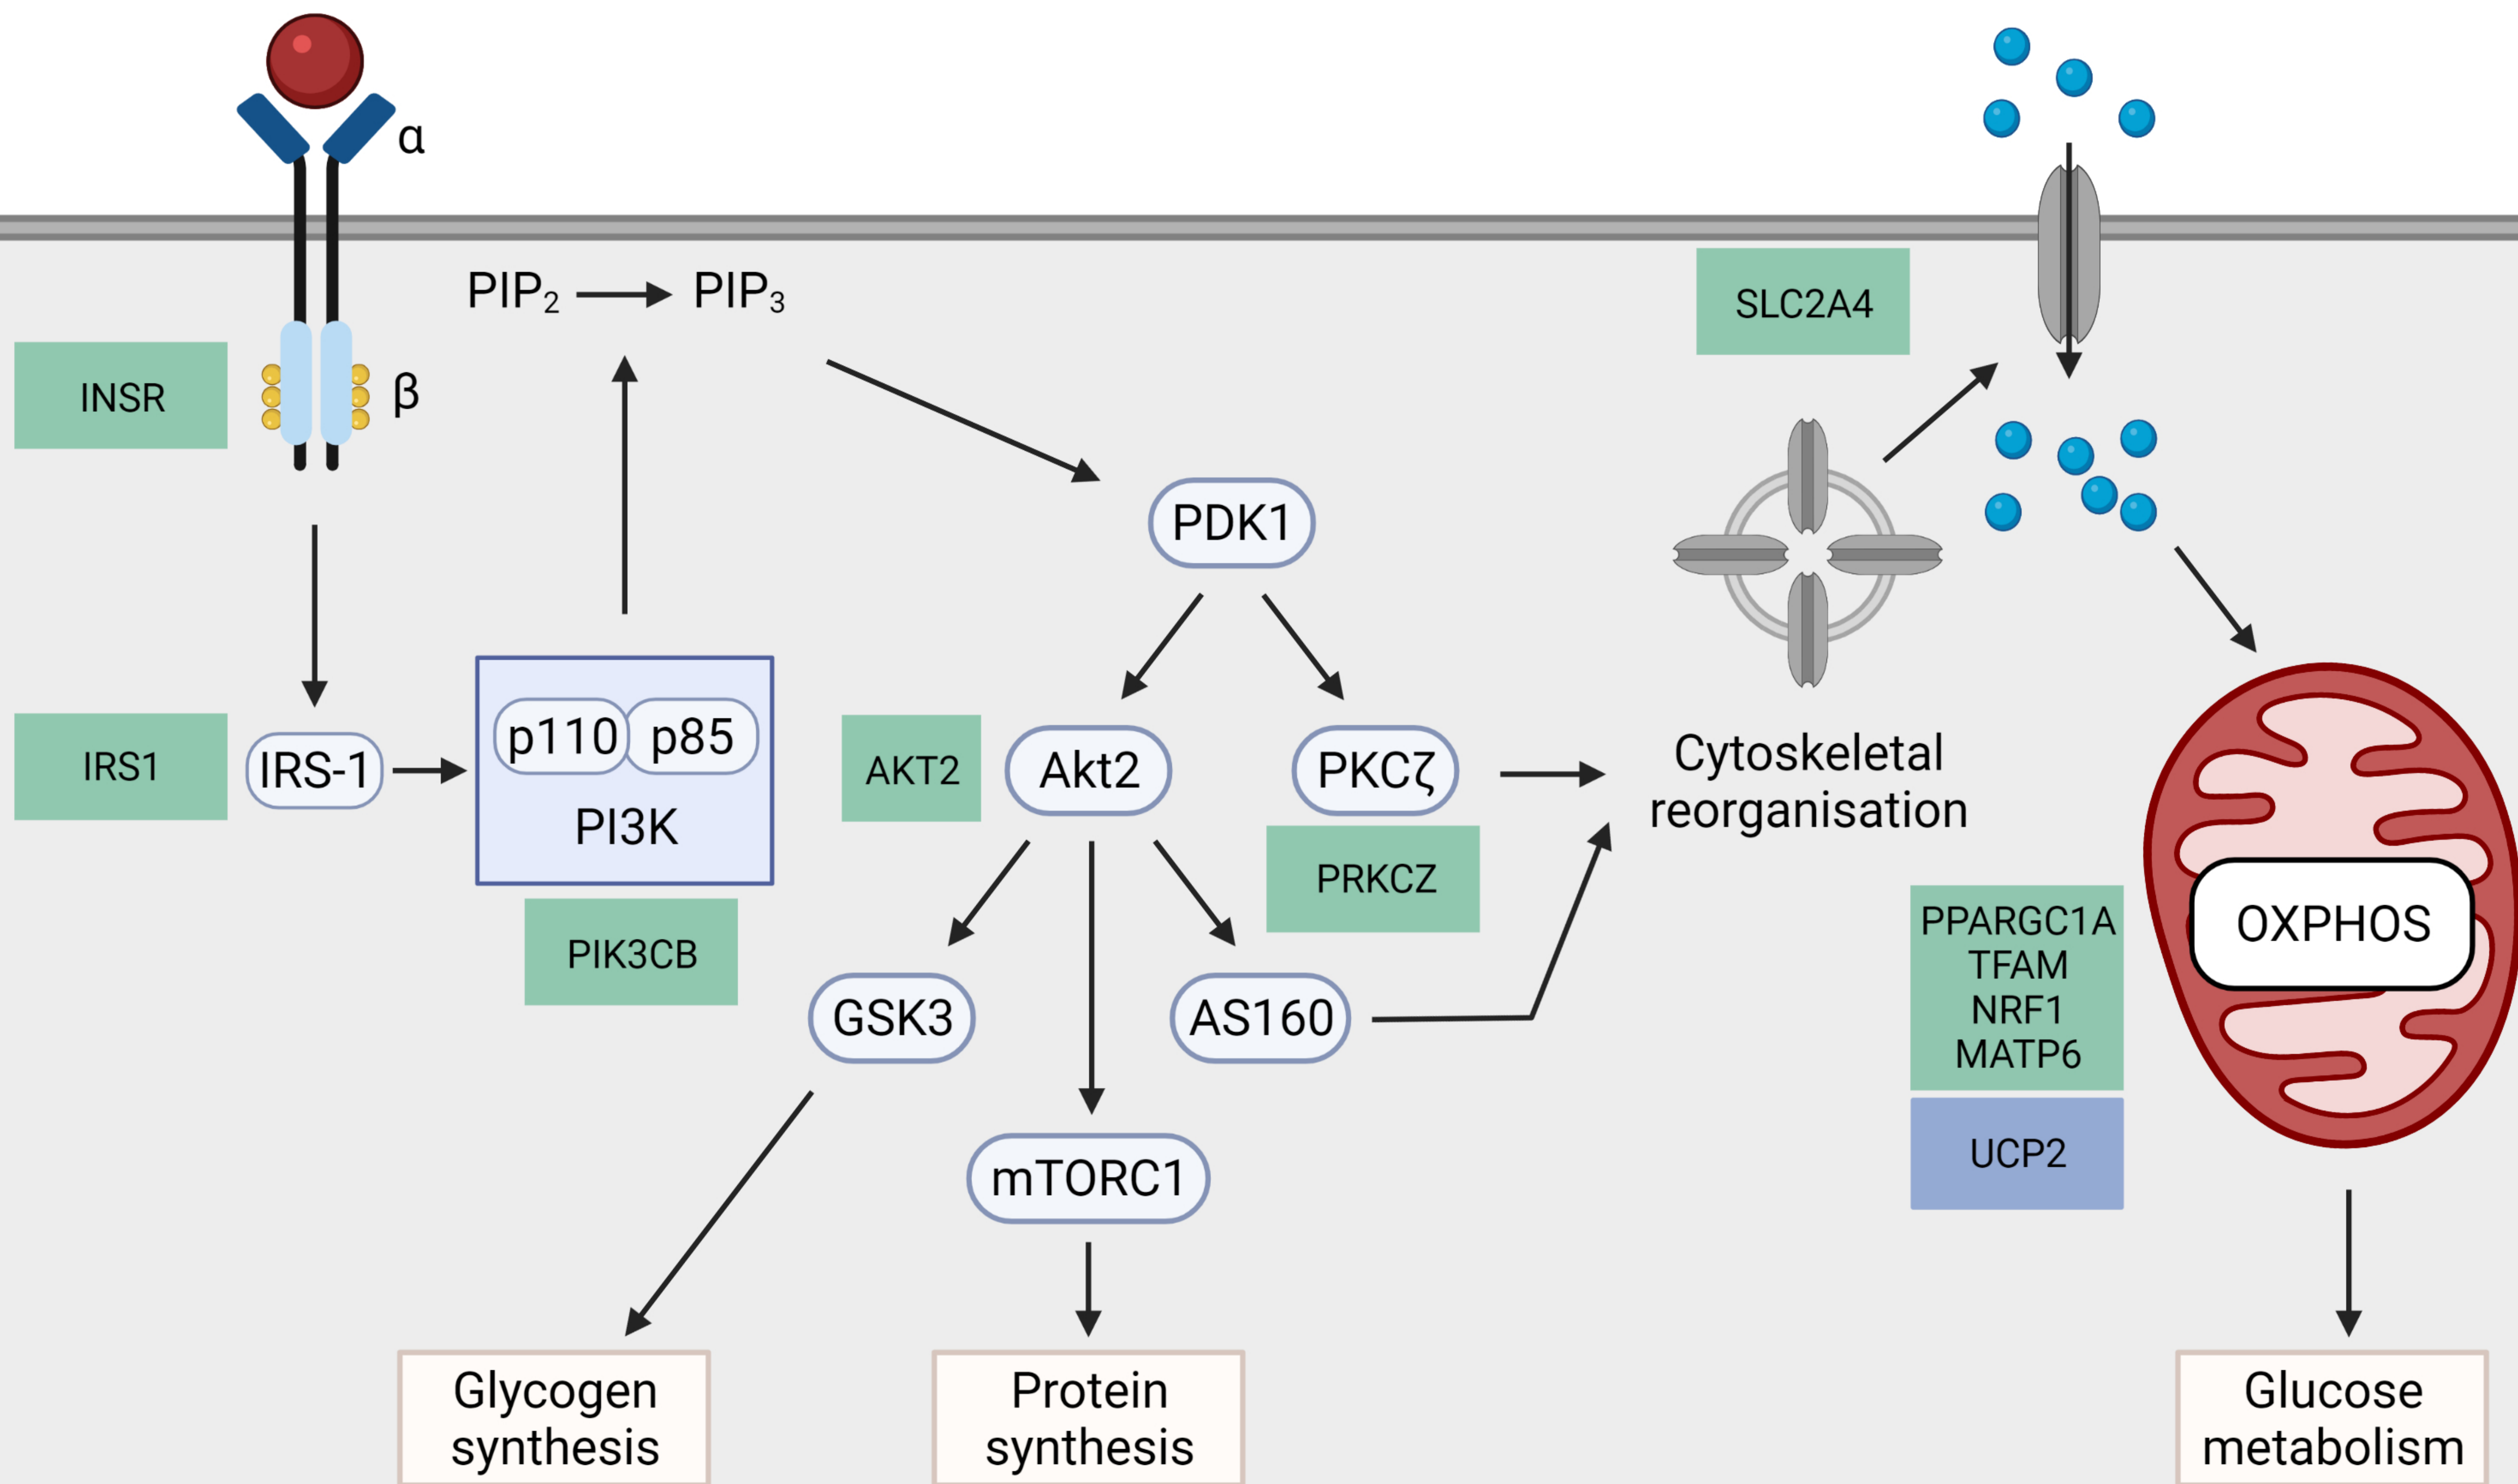 α
PIP₂
PIP₃
SLC2A4
INSR
β
PDK1
IRS1
IRS-1
p110
p85
PI3K
AKT2
Akt2
PKCζ
Cytoskeletal
reorganisation
PRKCZ
PIK3CB
PPARGC1A
TFAM
NRF1
MATP6
OXPHOS
GSK3
AS160
UCP2
mTORC1
Glycogen
synthesis
Protein
synthesis
Glucose
metabolism